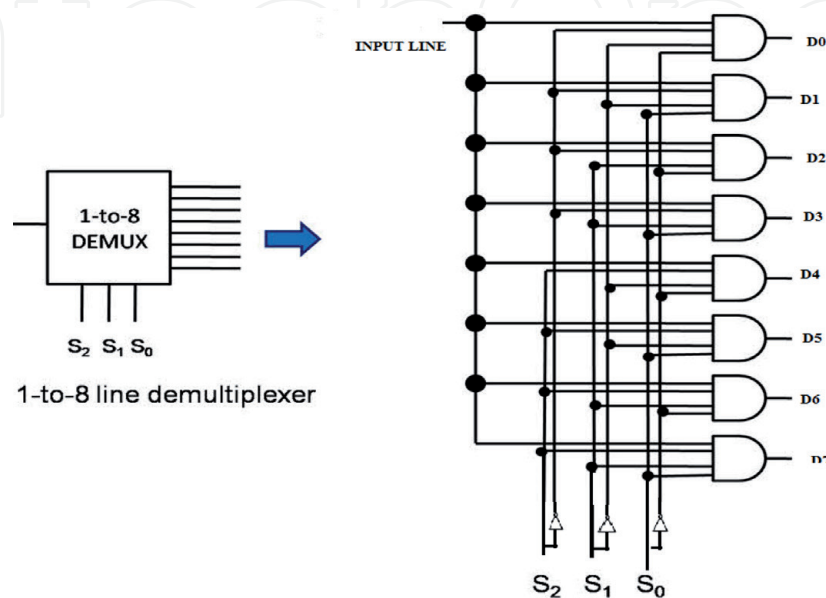 1-to-8
DEMUX
S₂ S₁ S₀
1-to-8 line demultiplexer
INPUT LINE
D0
D1
D2
D3
D4
D5
D6
S₂ S₁ S₀